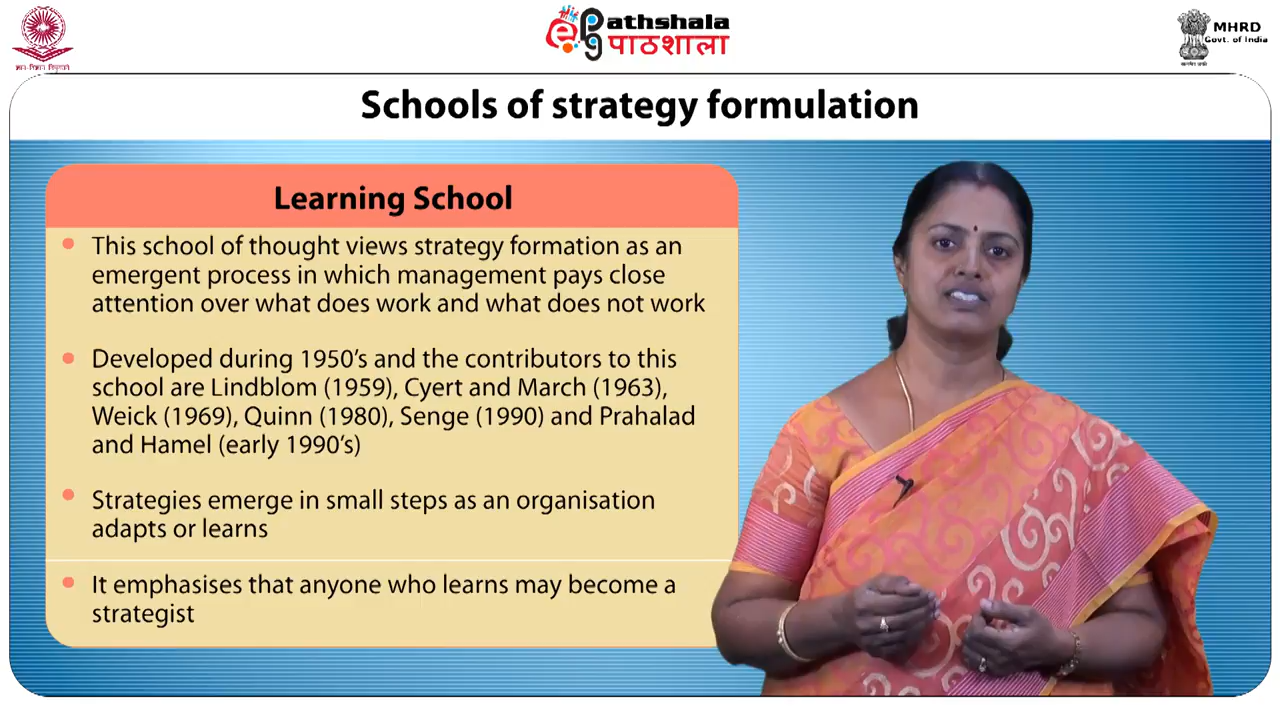 ePathshala
पाठशाला
MHRD
Govt. of India
Schools of strategy formulation
Learning School
This school of thought views strategy formation as an
emergent process in which management pays close
attention over what does work and what does not work
Developed during 1950's and the contributors to this
school are Lindblom (1959), Cyert and March (1963),
Weick (1969), Quinn (1980), Senge (1990) and Prahalad
and Hamel (early 1990's)
Strategies emerge in small steps as an organisation
adapts or learns
It emphasises that anyone who learns may become a
strategist